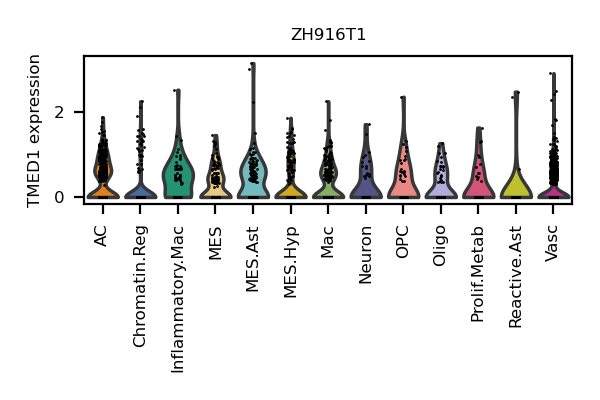 ZH916T1
TMED1 expression
2
0
AC
Chromatin.Reg
Inflammatory.Mac
MES
MES.Ast
MES.Hyp
Mac
Neuron
OPC
Oligo
Prolif.Metab
Reactive.Ast
Vasc